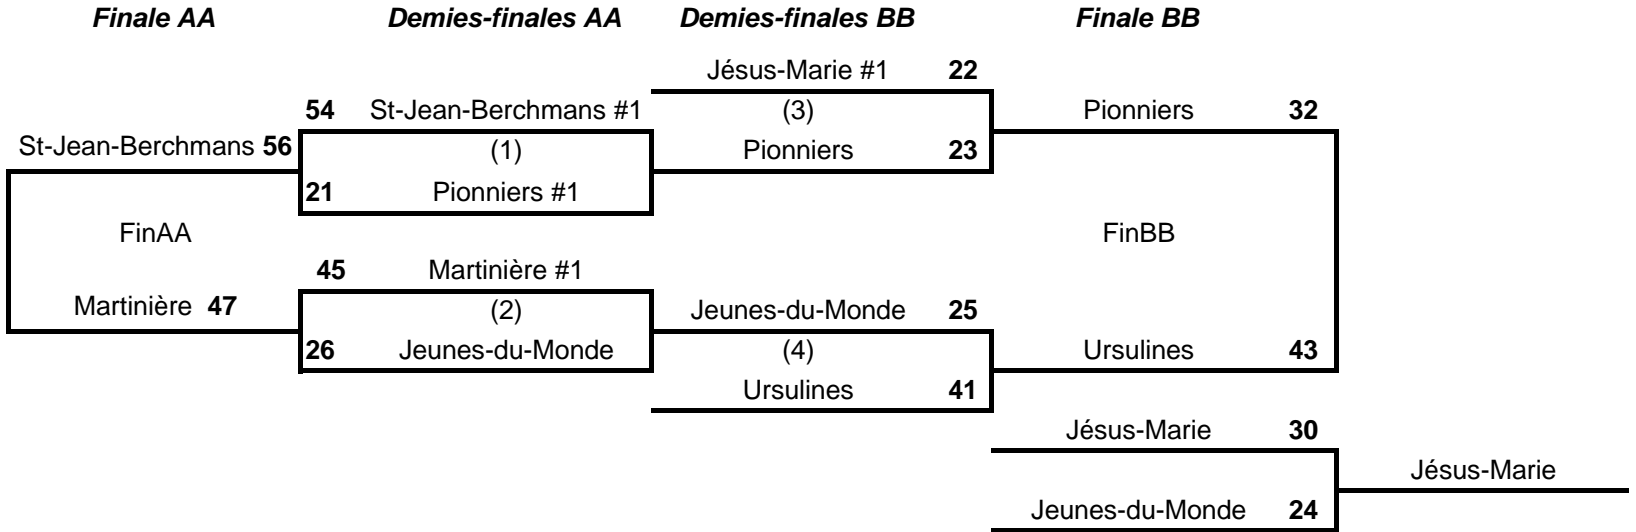 Finale AA Demies-finales AA Demies-finales BB Finale BB
Jésus-Marie #1 22
54 St-Jean-Berchmans #1 (3) Pionniers 32
St-Jean-Berchmans 56 (1) Pionniers 23
21 Pionniers #1
FinAA FinBB
45 Martinière #1
Martinière 47 (2) Jeunes-du-Monde 25
26 Jeunes-du-Monde (4) Ursulines 43
Ursulines 41
Jésus-Marie 30
Jésus-Marie
Jeunes-du-Monde 24